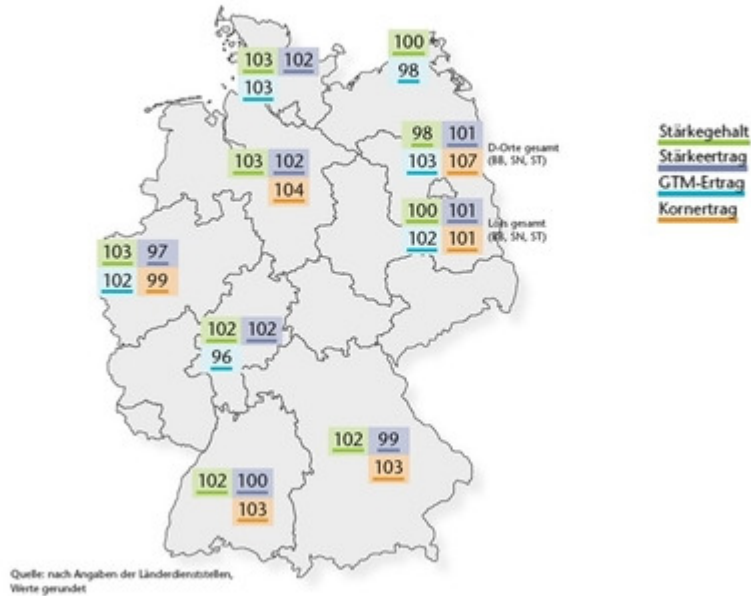 103 102
103
100
98
98 101
103 107
D-Orte gesamt
(BB, SN, ST)
103 102
104
100 101
102 101
Löß gesamt
(BB, SN, ST)
103 97
102 99
102 102
96
102 99
103
102 100
103
Stärkegehalt
Stärkeertrag
GTM-Ertrag
Kornertrag
Quelle: nach Angaben der Länderdienststellen,
Werte gerundet